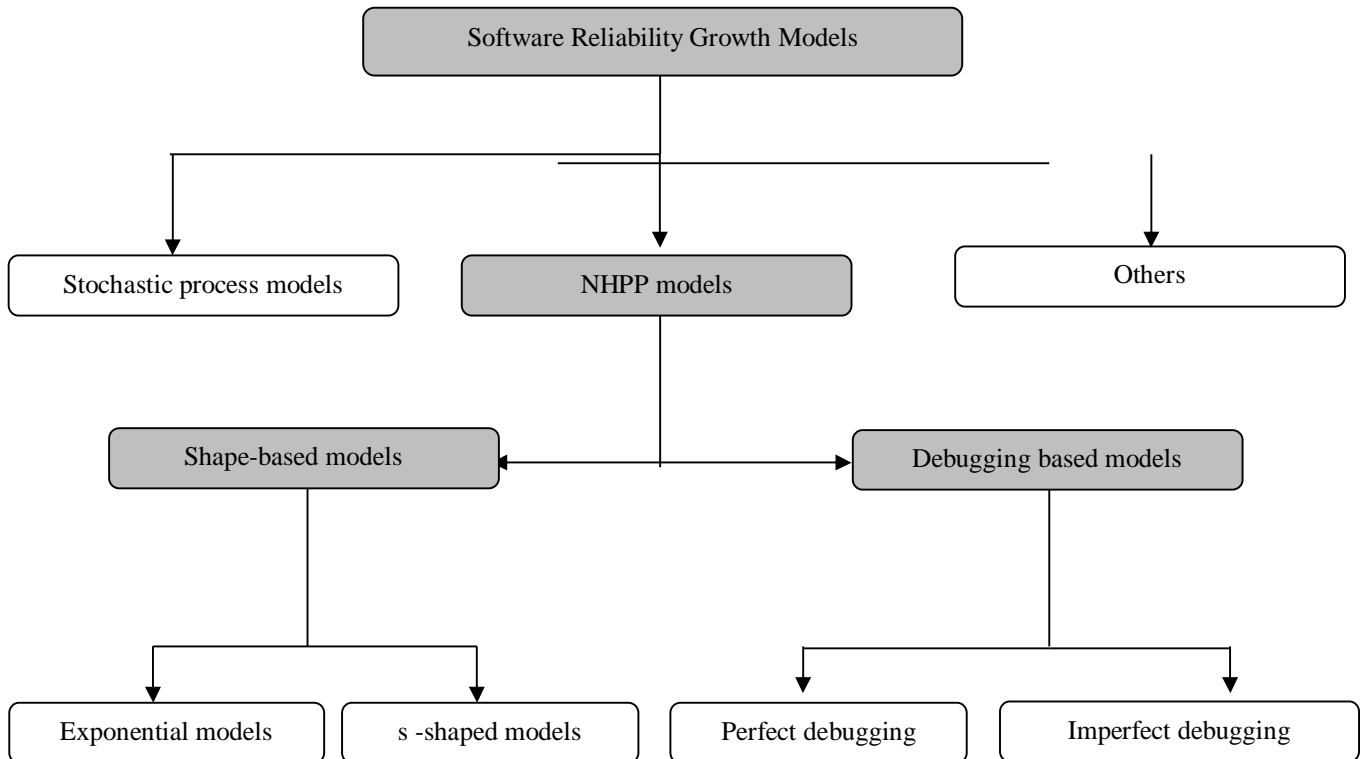 Software Reliability Growth Models
Stochastic process models
NHPP models
Others
Shape-based models
Debugging based models
Exponential models
s -shaped models
Perfect debugging
Imperfect debugging